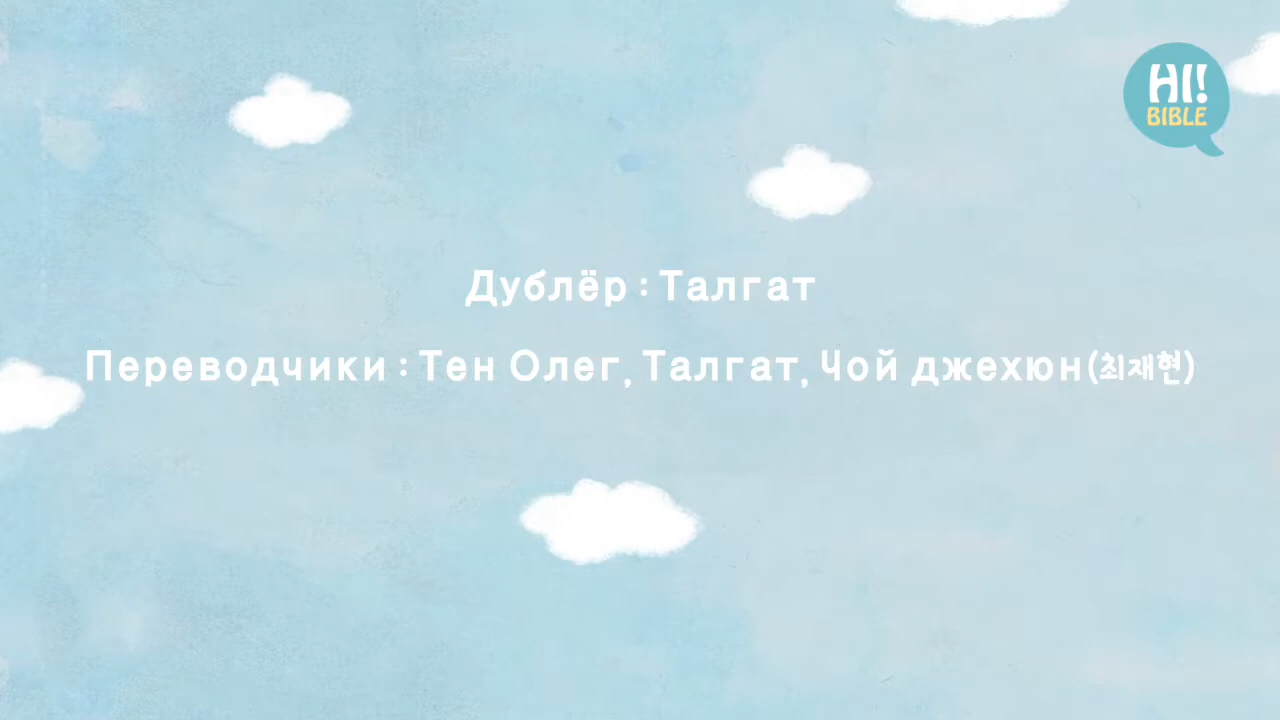 HI!
BIBLE
Дублёр : Талгат
Переводчики : Тен Олег, Талгат, Чой джехюн(최재현)